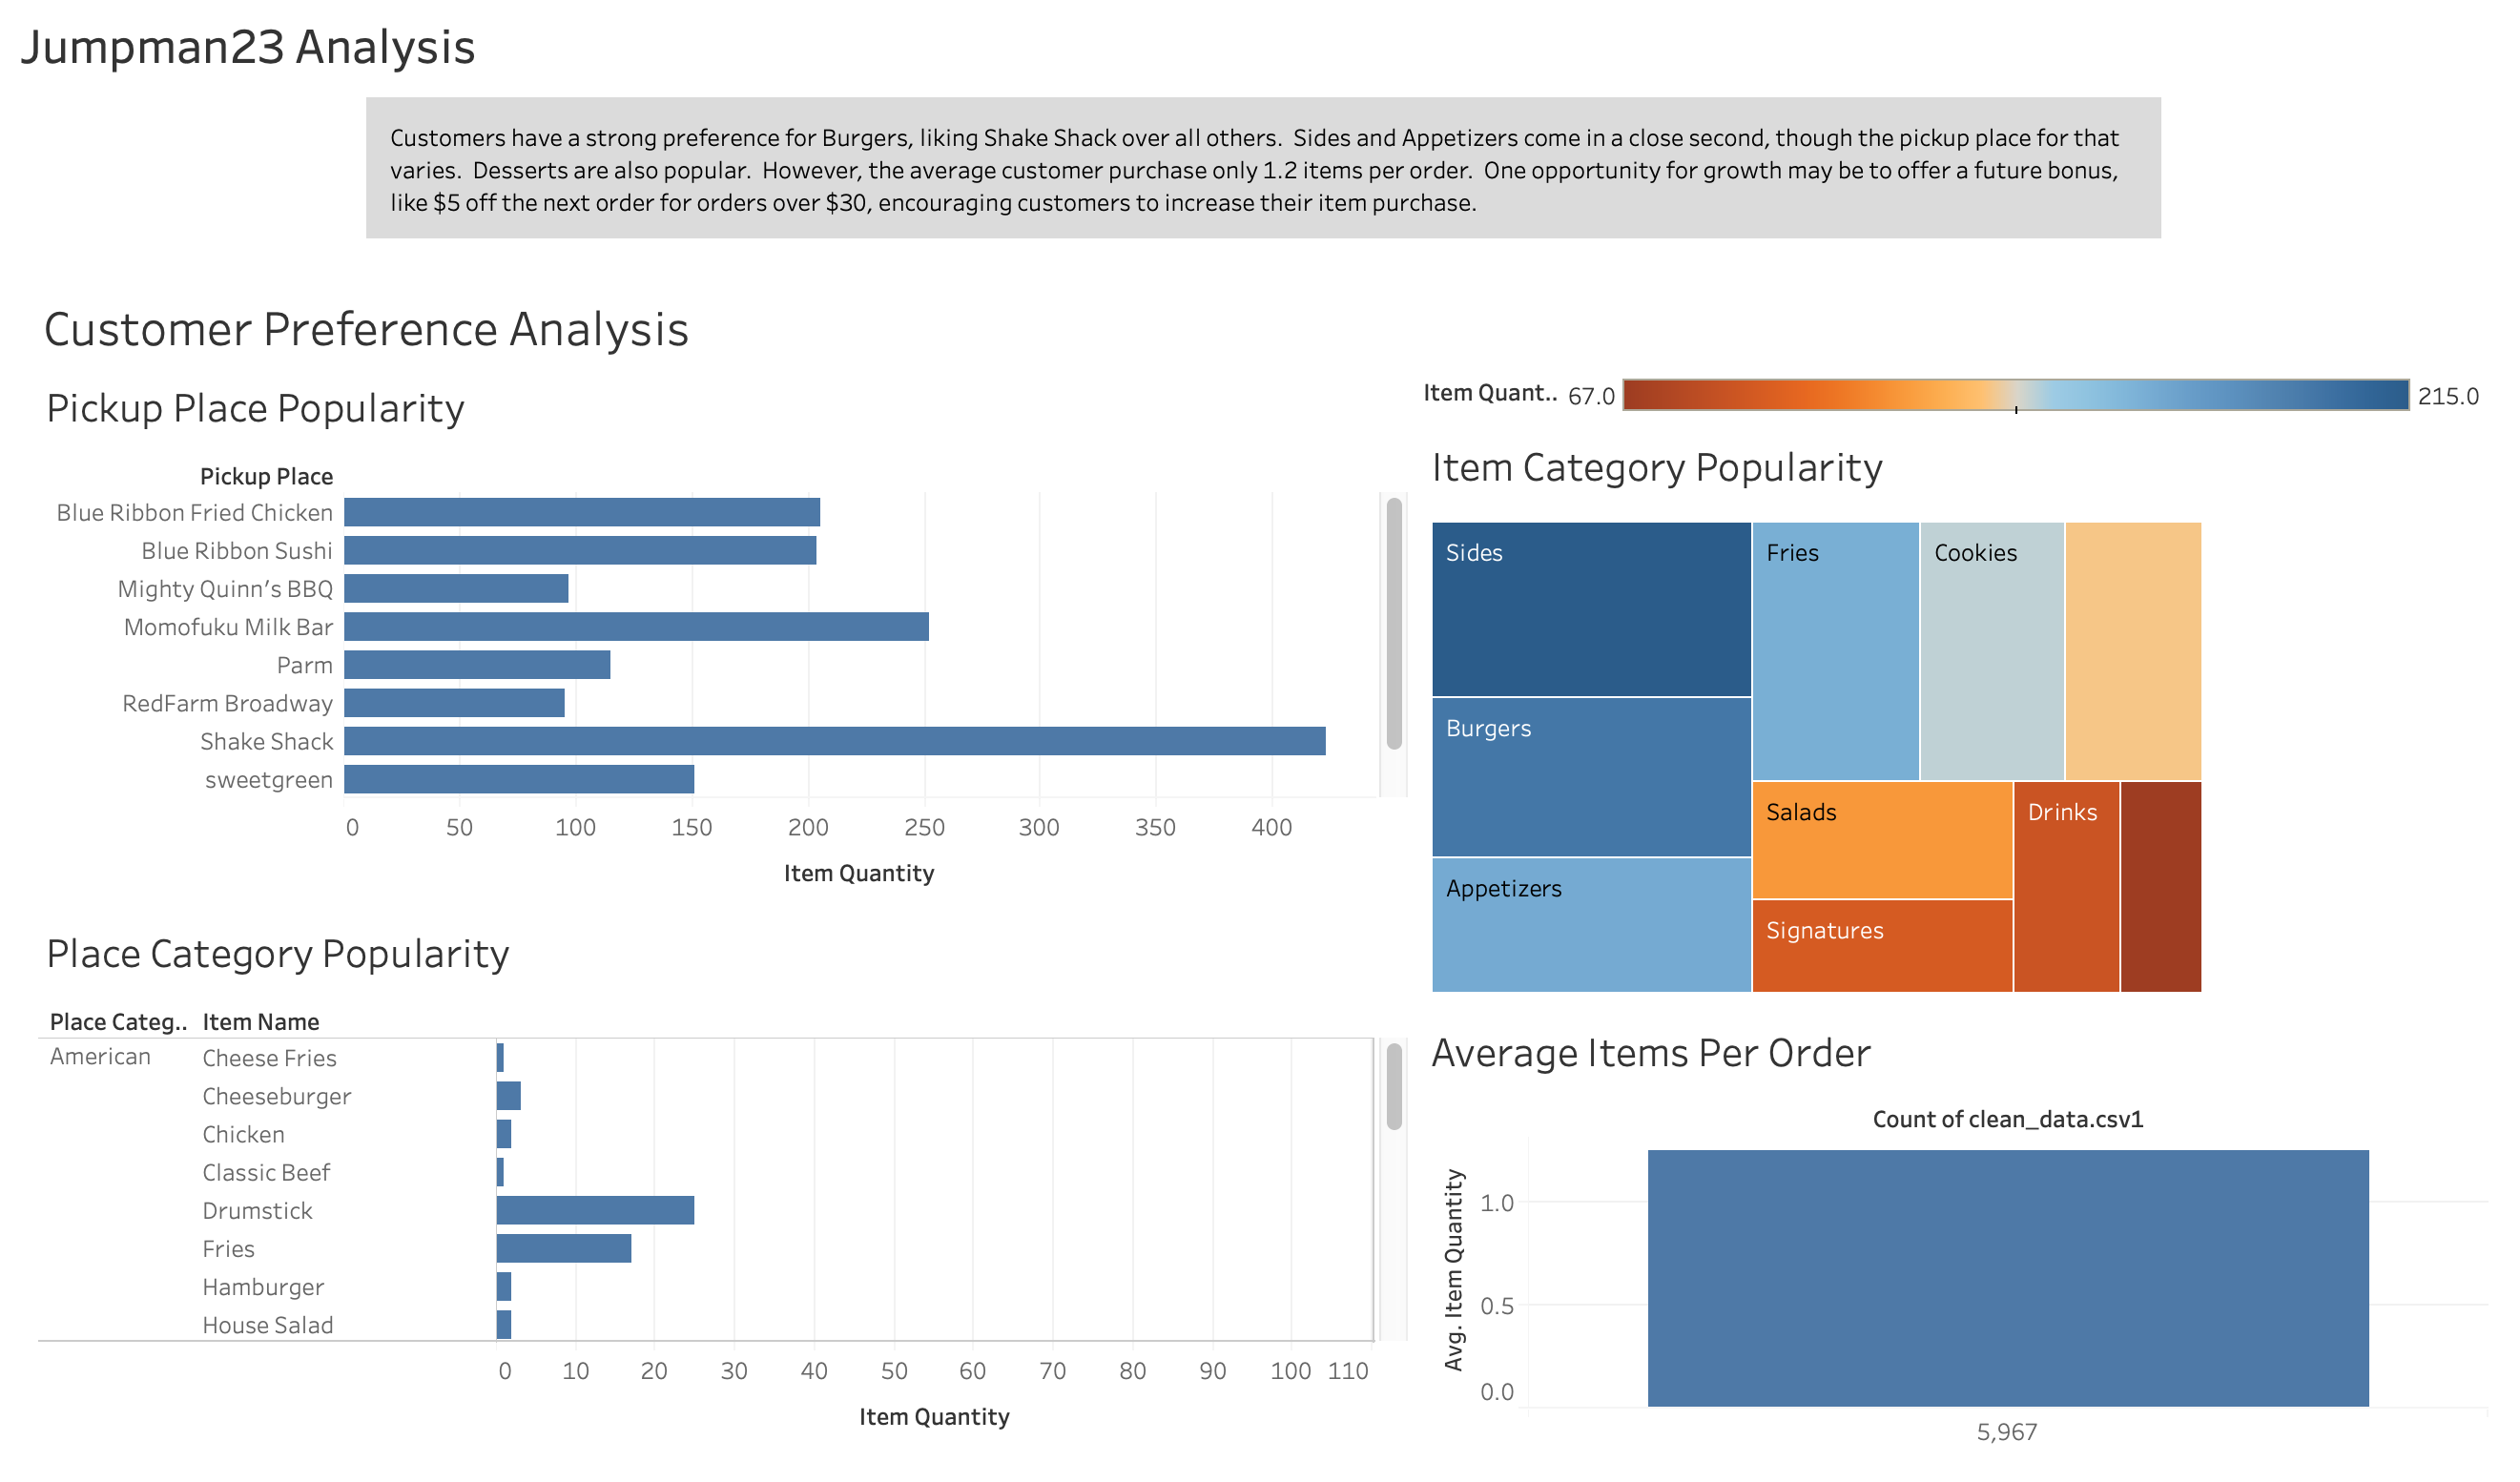 Jumpman23 Analysis
Customers have a strong preference for Burgers, liking Shake Shack over all others.  Sides and Appetizers come in a close second, though the pickup place for that
varies.  Desserts are also popular.  However, the average customer purchase only 1.2 items per order.  One opportunity for growth may be to offer a future bonus,
like $5 off the next order for orders over $30, encouraging customers to increase their item purchase.
Customer Preference Analysis
Pickup Place Popularity
Pickup Place
Blue Ribbon Fried Chicken
Blue Ribbon Sushi
Mighty Quinn's BBQ
Momofuku Milk Bar
Parm
RedFarm Broadway
Shake Shack
sweetgreen
0 50 100 150 200 250 300 350 400
Item Quantity
Place Category Popularity
Place Categ.. Item Name
American Cheese Fries
Cheeseburger
Chicken
Classic Beef
Drumstick
Fries
Hamburger
House Salad
0 10 20 30 40 50 60 70 80 90 100 110
Item Quantity
Item Quant.. 67.0 215.0
Item Category Popularity
Sides
Fries
Cookies
Burgers
Salads
Drinks
Appetizers
Signatures
Average Items Per Order
Count of clean_data.csv1
Avg. Item Quantity
1.0
0.5
0.0
5,967